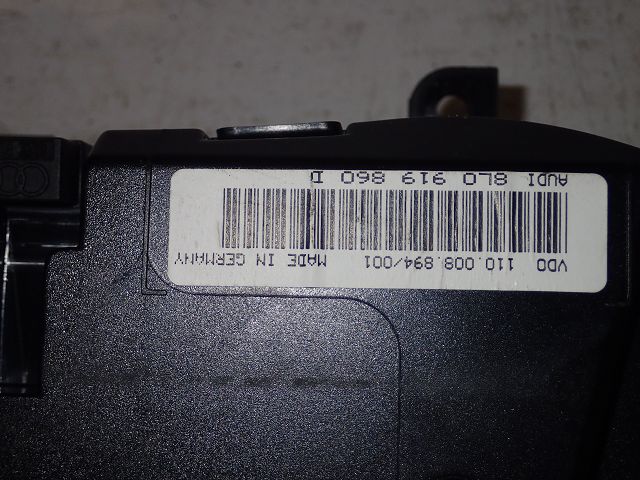 VDO 110.008.894/001 MADE IN GERMANY
AUDI 8L0 919 860 D